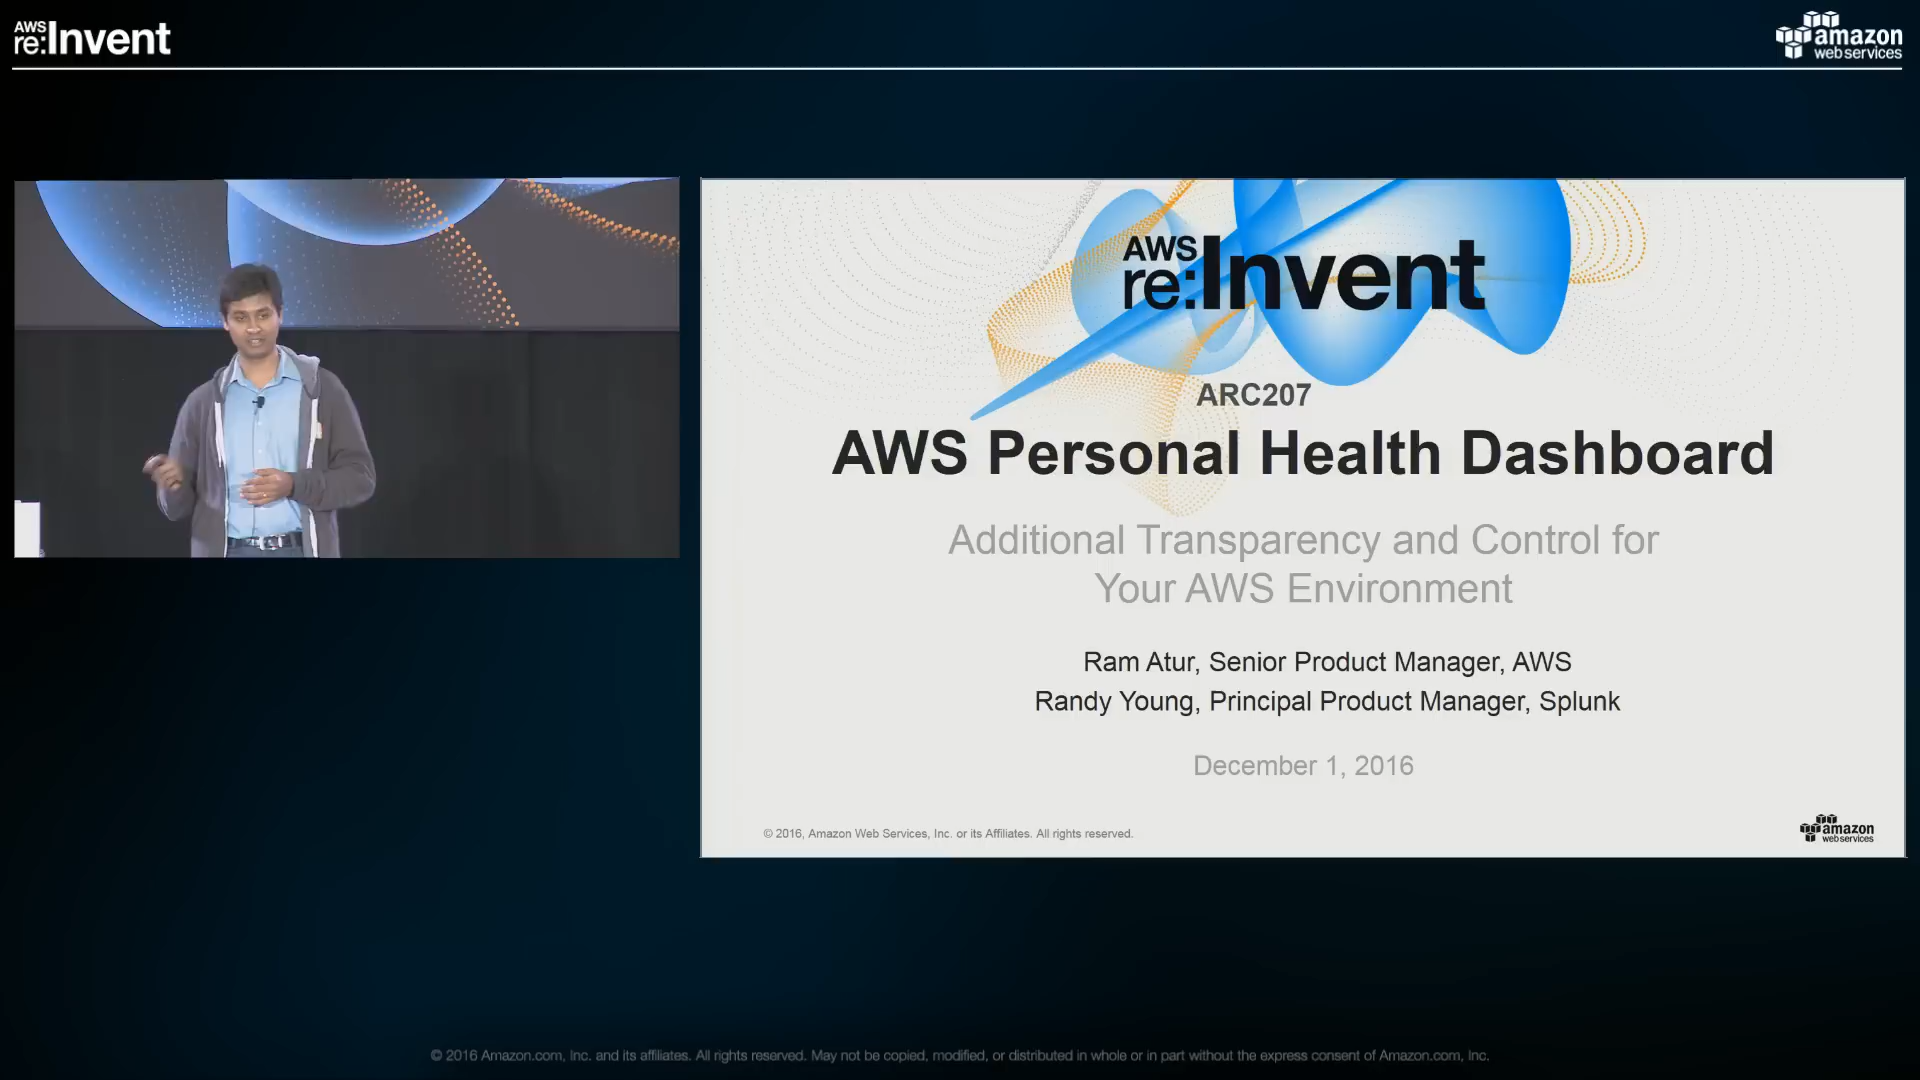 AWS
re:Invent
amazon
web services
AWS
re:Invent
ARC207
AWS Personal Health Dashboard
Additional Transparency and Control for
Your AWS Environment
Ram Atur, Senior Product Manager, AWS
Randy Young, Principal Product Manager, Splunk
December 1, 2016
© 2016, Amazon Web Services, Inc. or its Affiliates. All rights reserved.
amazon
web services
© 2016 Amazon.com, Inc. and its affiliates. All rights reserved. May not be copied, modified, or distributed in whole or in part without the express consent of Amazon.com, Inc.